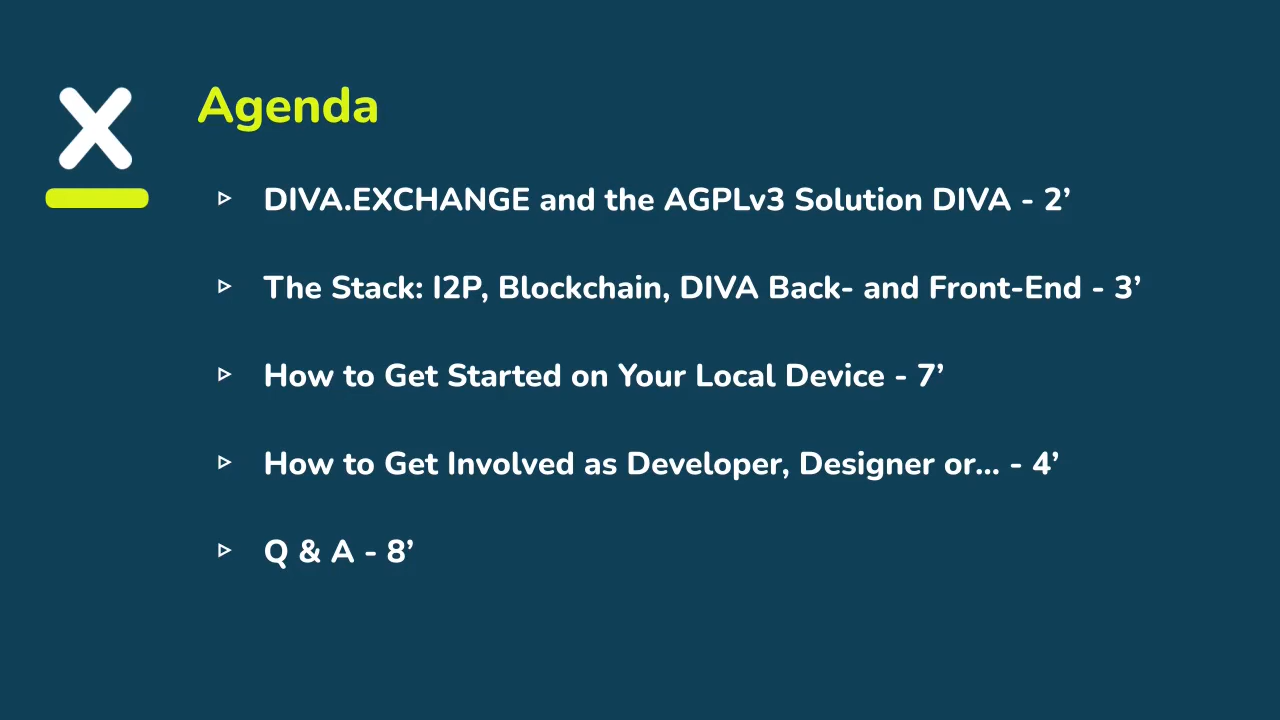 Agenda
DIVA.EXCHANGE and the AGPLv3 Solution DIVA - 2’
The Stack: I2P, Blockchain, DIVA Back- and Front-End - 3’
How to Get Started on Your Local Device - 7’
How to Get Involved as Developer, Designer or... - 4’
Q & A - 8’